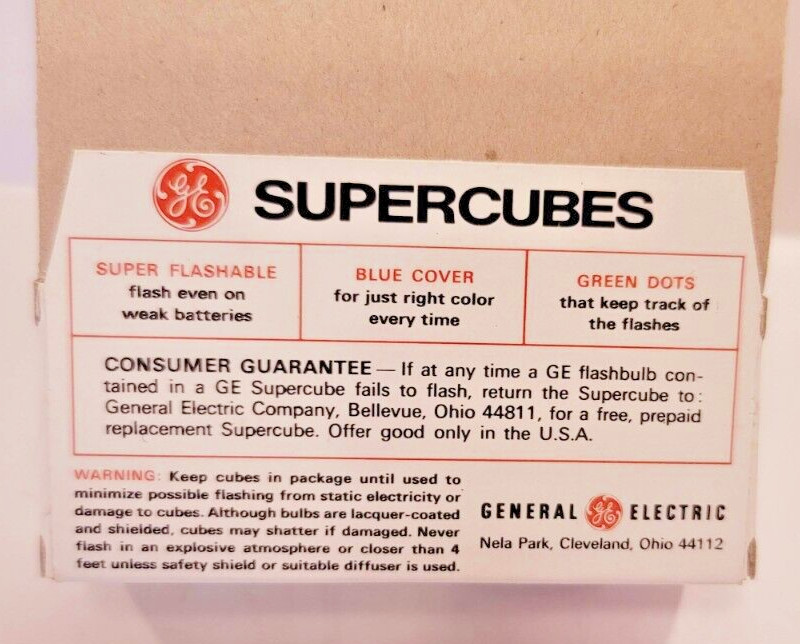 GE SUPERCUBES
SUPER FLASHABLE
flash even on
weak batteries
BLUE COVER
for just right color
every time
GREEN DOTS
that keep track of
the flashes
CONSUMER GUARANTEE — If at any time a GE flashbulb con-
tained in a GE Supercube fails to flash, return the Supercube to:
General Electric Company, Bellevue, Ohio 44811, for a free, prepaid
replacement Supercube. Offer good only in the U.S.A.
WARNING: Keep cubes in package until used to
minimize possible flashing from static electricity or
damage to cubes. Although bulbs are lacquer-coated
and shielded, cubes may shatter if damaged. Never
flash in an explosive atmosphere or closer than 4
feet unless safety shield or suitable diffuser is used.
GENERAL GE ELECTRIC
Nela Park, Cleveland, Ohio 44112